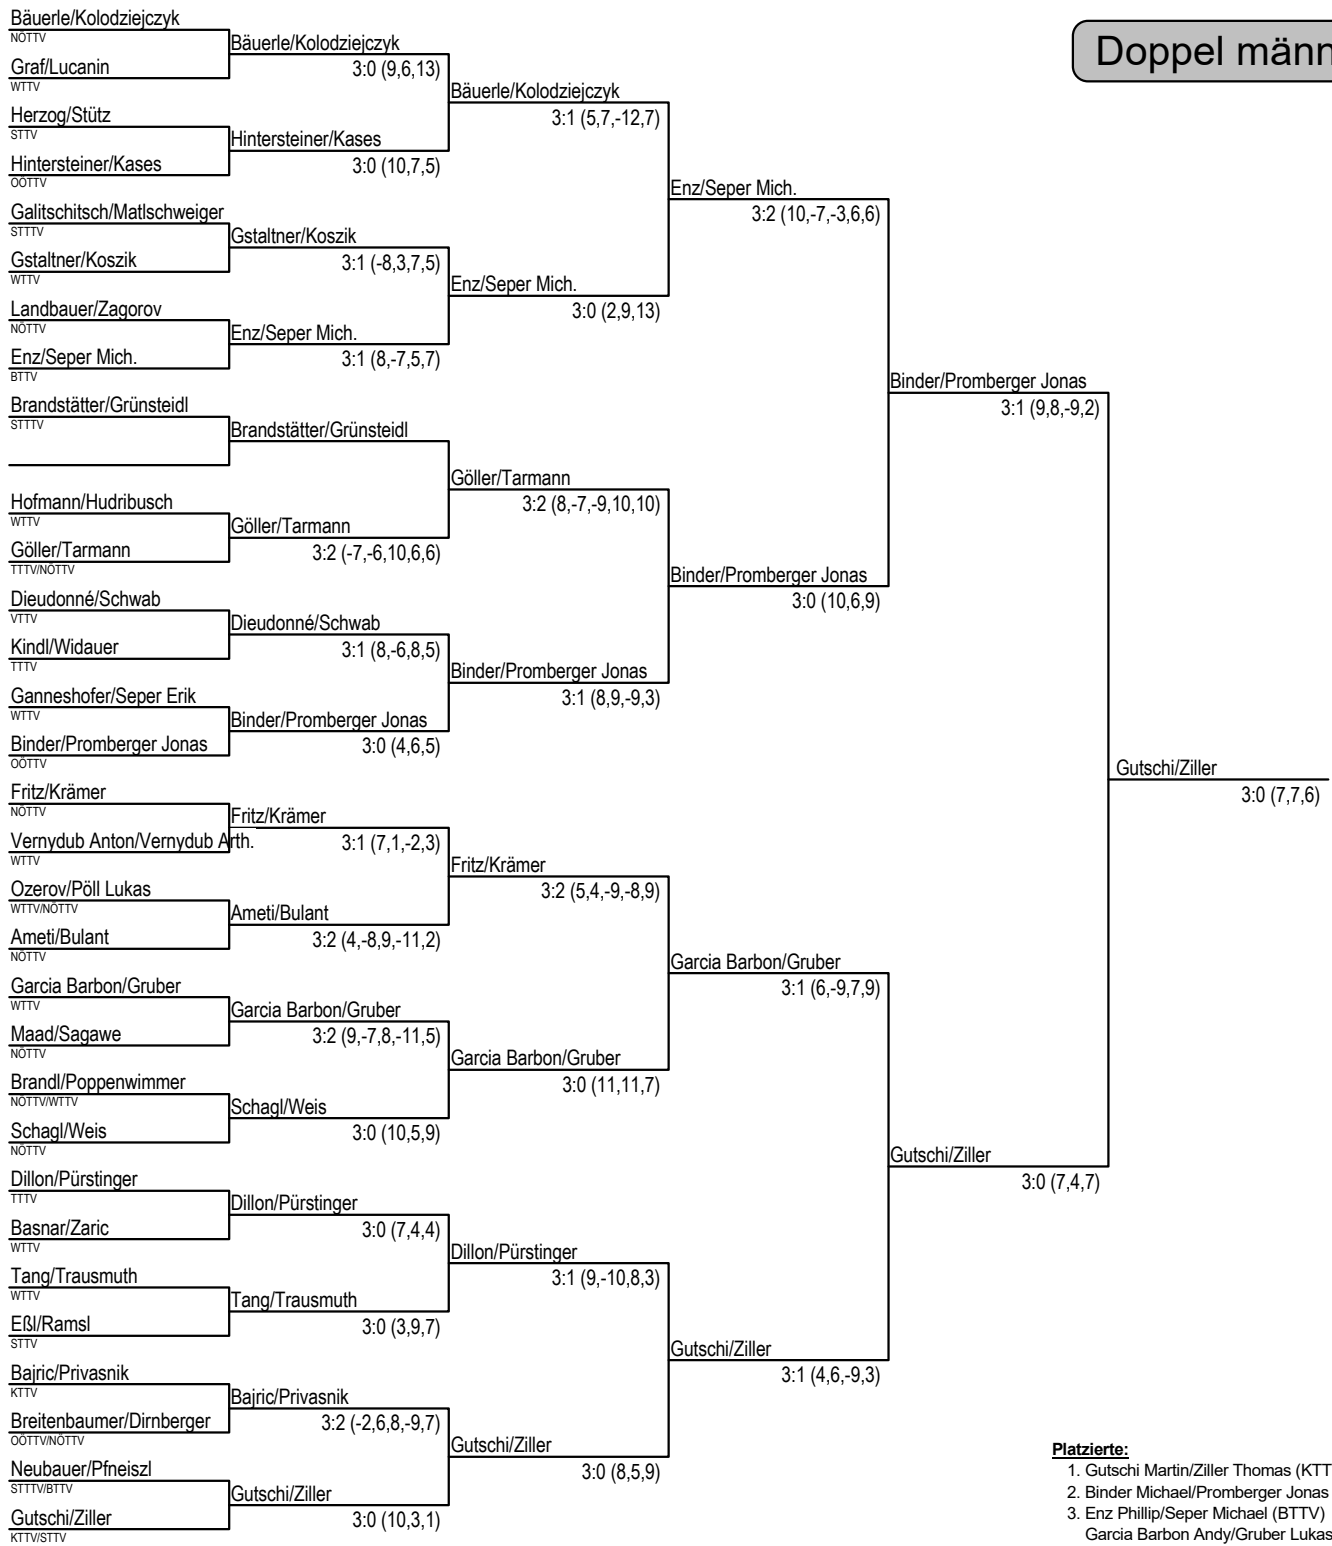 Doppel männ
Bäuerle/Kolodziejczyk
NÖTTV
Graf/Lucanin
WTTV
Herzog/Stütz
STTV
Hintersteiner/Kases
OÖTTV
Galitschitsch/Matlschweiger
STTTV
Gstaltner/Koszik
WTTV
Landbauer/Zagorov
NÖTTV
Enz/Seper Mich.
BTTV
Brandstätter/Grünsteidl
STTTV
Hofmann/Hudribusch
WTTV
Göller/Tarmann
TTTV/NÖTTV
Dieudonné/Schwab
VTTV
Kindl/Widauer
TTTV
Ganneshofer/Seper Erik
WTTV
Binder/Promberger Jonas
OÖTTV
Fritz/Krämer
NÖTTV
Vernydub Anton/Vernydub Arth.
WTTV
Ozerov/Pöll Lukas
WTTV/NÖTTV
Ameti/Bulant
NÖTTV
Garcia Barbon/Gruber
WTTV
Maad/Sagawe
NÖTTV
Brandl/Poppenwimmer
NÖTTV/WTTV
Schagl/Weis
NÖTTV
Dillon/Pürstinger
TTTV
Basnar/Zaric
WTTV
Tang/Trausmuth
WTTV
Eßl/Ramsl
STTV
Bajric/Privasnik
KTTV
Breitenbaumer/Dirnberger
OÖTTV/NÖTTV
Neubauer/Pfneiszl
STTTV/BTTV
Gutschi/Ziller
KTTV/STTV
Bäuerle/Kolodziejczyk
3:0 (9,6,13)
Hintersteiner/Kases
3:0 (10,7,5)
Gstaltner/Koszik
3:1 (-8,3,7,5)
Enz/Seper Mich.
3:1 (8,-7,5,7)
Brandstätter/Grünsteidl
Göller/Tarmann
3:2 (-7,-6,10,6,6)
Dieudonné/Schwab
3:1 (8,-6,8,5)
Binder/Promberger Jonas
3:0 (4,6,5)
Fritz/Krämer
3:1 (7,1,-2,3)
Ameti/Bulant
3:2 (4,-8,9,-11,2)
Garcia Barbon/Gruber
3:2 (9,-7,8,-11,5)
Schagl/Weis
3:0 (10,5,9)
Dillon/Pürstinger
3:0 (7,4,4)
Tang/Trausmuth
3:0 (3,9,7)
Bajric/Privasnik
3:2 (-2,6,8,-9,7)
Gutschi/Ziller
3:0 (10,3,1)
Bäuerle/Kolodziejczyk
3:1 (5,7,-12,7)
Enz/Seper Mich.
3:0 (2,9,13)
Göller/Tarmann
3:2 (8,-7,-9,10,10)
Binder/Promberger Jonas
3:1 (8,9,-9,3)
Fritz/Krämer
3:2 (5,4,-9,-8,9)
Garcia Barbon/Gruber
3:0 (11,11,7)
Dillon/Pürstinger
3:1 (9,-10,8,3)
Gutschi/Ziller
3:0 (8,5,9)
Enz/Seper Mich.
3:2 (10,-7,-3,6,6)
Binder/Promberger Jonas
3:0 (10,6,9)
Garcia Barbon/Gruber
3:1 (6,-9,7,9)
Gutschi/Ziller
3:1 (4,6,-9,3)
Binder/Promberger Jonas
3:1 (9,8,-9,2)
Gutschi/Ziller
3:0 (7,4,7)
Gutschi/Ziller
3:0 (7,7,6)
Platzierte:
1. Gutschi Martin/Ziller Thomas (KTT
2. Binder Michael/Promberger Jonas
3. Enz Phillip/Seper Michael (BTTV)
Garcia Barbon Andy/Gruber Lukas